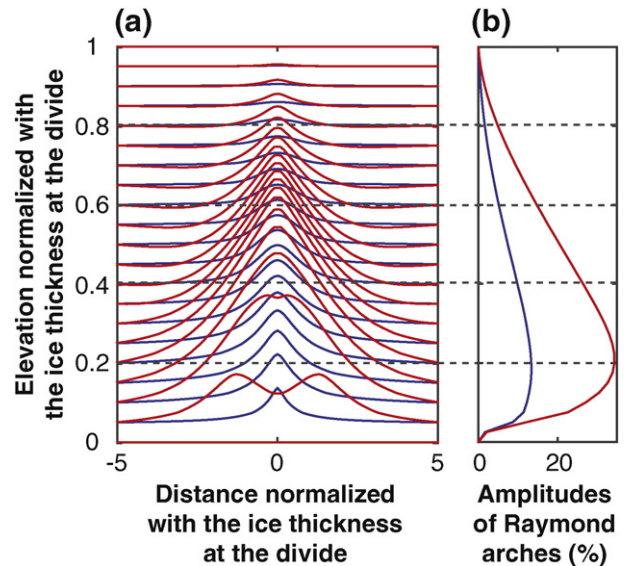 (a)
(b)
Elevation normalized with
the ice thickness at the divide
1
0.8
0.6
0.4
0.2
0
-5
0
5
0
20
Distance normalized
with the ice thickness
at the divide
Amplitudes
of Raymond
arches (%)